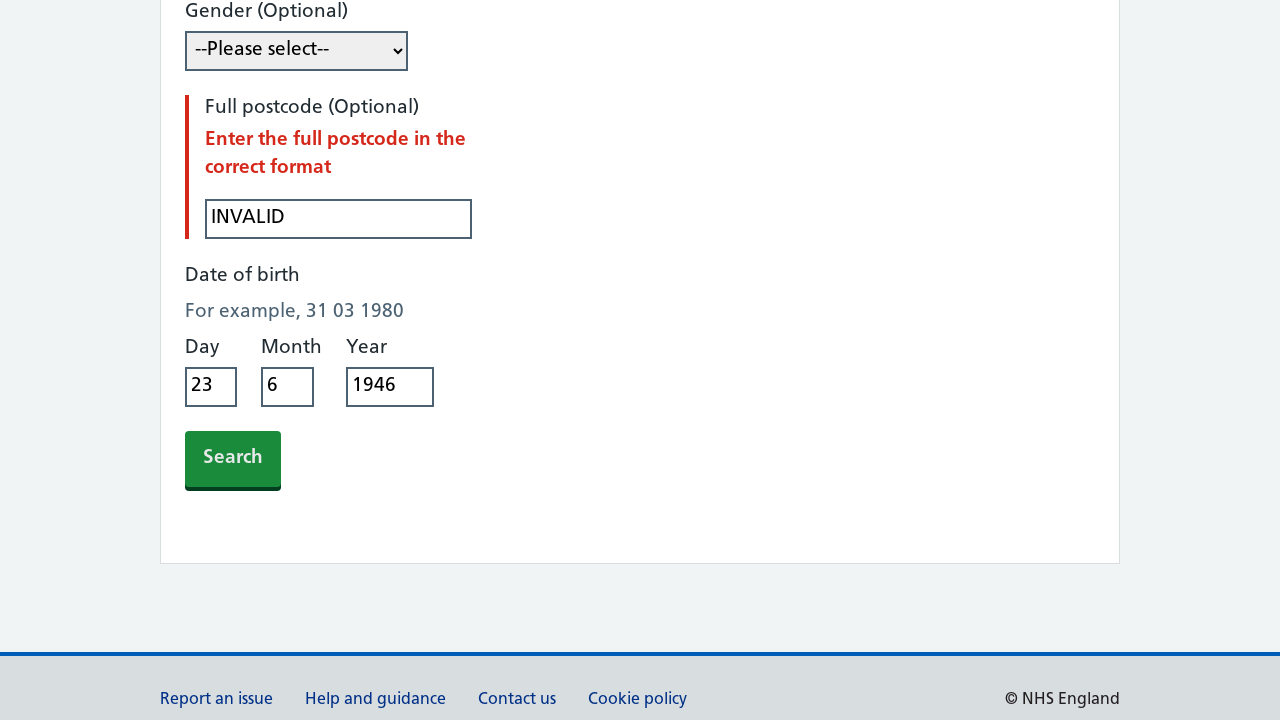 Gender (Optional)
--Please select--
Full postcode (Optional)
Enter the full postcode in the
correct format
INVALID
Date of birth
For example, 31 03 1980
Day Month Year
23 6 1946
Search
Report an issue Help and guidance Contact us Cookie policy © NHS England